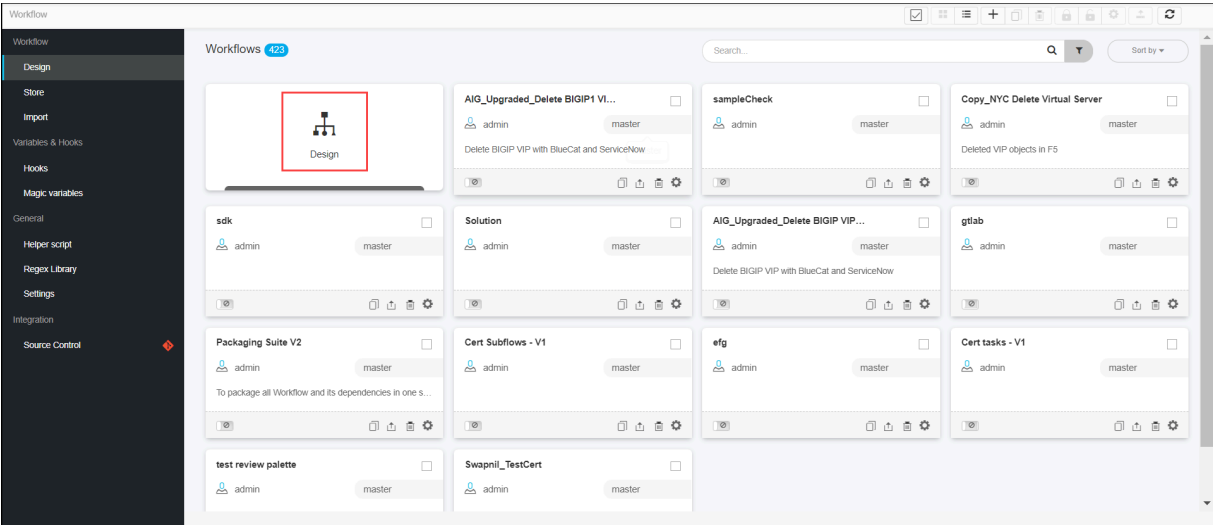 Workflow
Workflow
Design
Store
Import
Variables & Hooks
Hooks
Magic variables
General
Helper script
Regex Library
Settings
Integration
Source Control
Workflows 423
Search...
Sort by
Design
AIG_Upgraded_Delete BIGIP1 VI...
admin master
Delete BIGIP VIP with BlueCat and ServiceNow
sampleCheck
admin master
Copy_NYC Delete Virtual Server
admin master
Deleted VIP objects in F5
sdk
admin master
Solution
admin master
AIG_Upgraded_Delete BIGIP VIP...
admin master
Delete BIGIP VIP with BlueCat and ServiceNow
gtlab
admin master
Packaging Suite V2
admin master
To package all Workflow and its dependencies in one s...
Cert Subflows - V1
admin master
efg
admin master
Cert tasks - V1
admin master
test review palette
admin master
Swapnil_TestCert
admin master